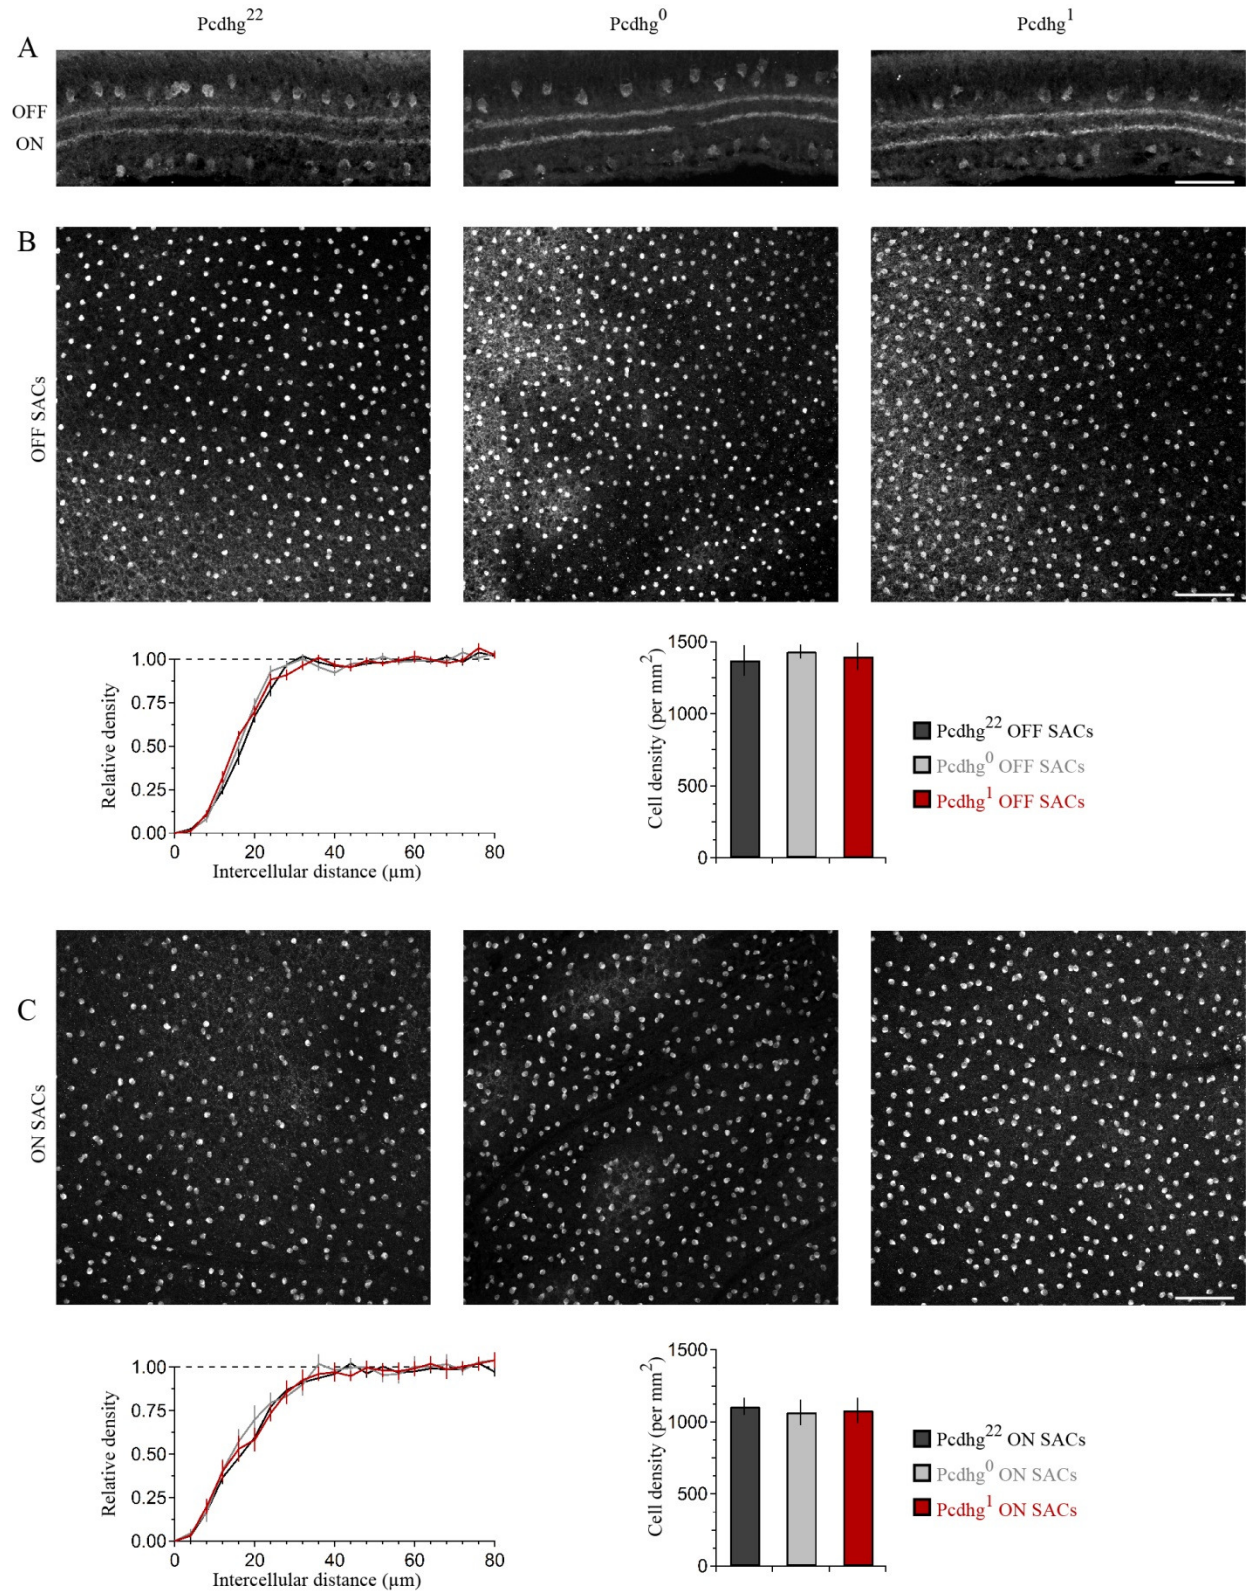 Pcdhg22 Pcdhg0 Pcdhg1
A
OFF
ON
B
OFF SACs
1.00
0.75
0.50
0.25
0.00
Relative density
0 20 40 60 80
Intercellular distance (µm)
1500
1000
500
0
Cell density (per mm2)
Pcdhg22 OFF SACs
Pcdhg0 OFF SACs
Pcdhg1 OFF SACs
C
ON SACs
1.00
0.75
0.50
0.25
0.00
Relative density
0 20 40 60 80
Intercellular distance (µm)
1500
1000
500
0
Cell density (per mm2)
Pcdhg22 ON SACs
Pcdhg0 ON SACs
Pcdhg1 ON SACs